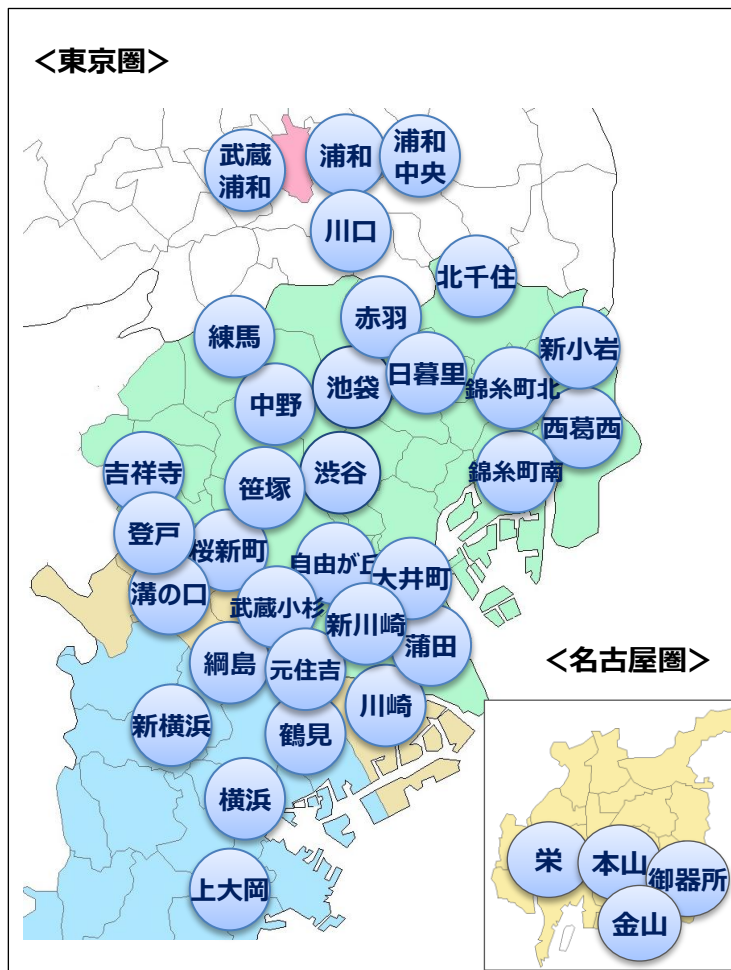 ＜東京圏＞
武蔵
浦和
浦和
浦和
中央
川口
北千住
赤羽
練馬
新小岩
日暮里
池袋
錦糸町北
中野
西葛西
吉祥寺
渋谷
錦糸町南
笹塚
登戸
桜新町
自由が丘
大井町
溝の口
武蔵小杉
新川崎
蒲田
綱島
元住吉
川崎
新横浜
鶴見
横浜
上大岡
＜名古屋圏＞
栄
本山
御器所
金山